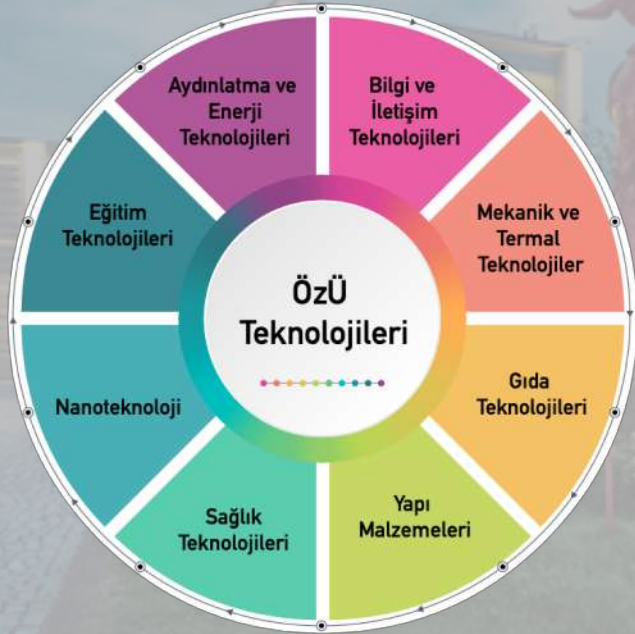 Aydınlatma ve
Enerji
Teknolojileri
Bilgi ve
İletişim
Teknolojileri
Eğitim
Teknolojileri
Mekanik ve
Termal
Teknolojiler
ÖzÜ
Teknolojileri
Nanoteknoloji
Gıda
Teknolojileri
Sağlık
Teknolojileri
Yapı
Malzemeleri